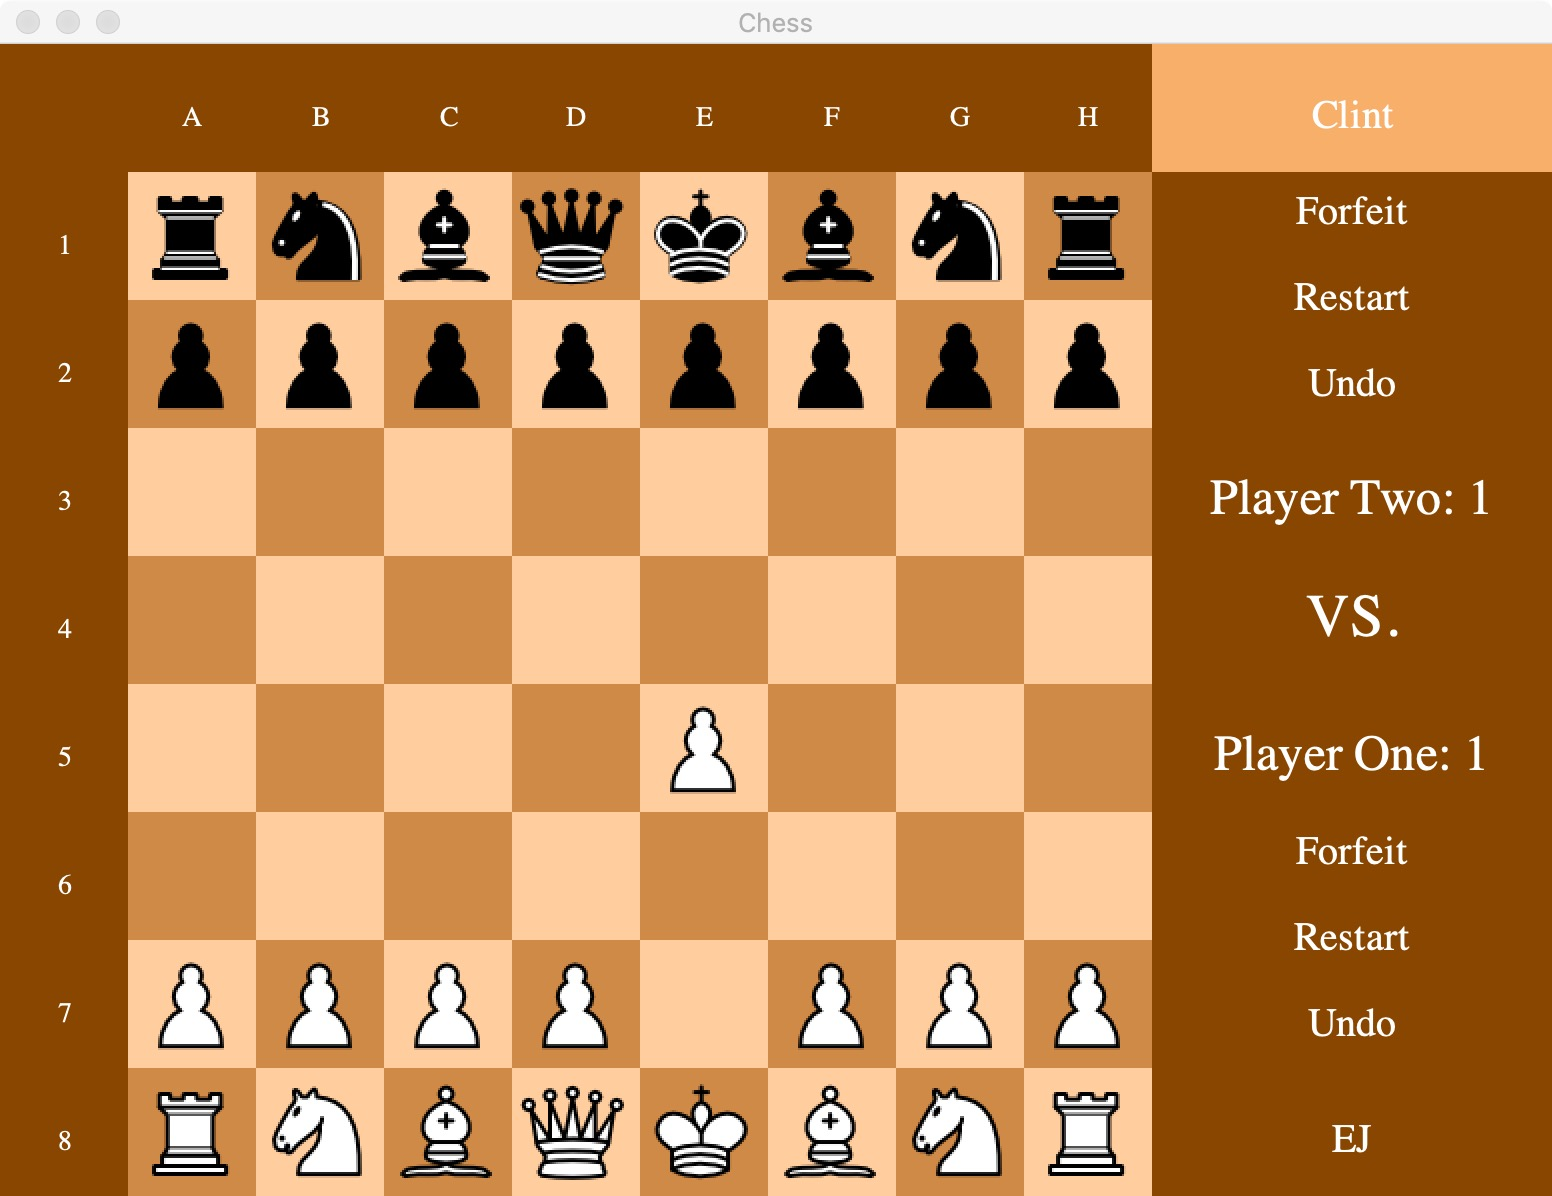 Chess
A B C D E F G H
Clint
1
Forfeit
Restart
2
Undo
3
Player Two: 1
4
VS.
5
Player One: 1
6
Forfeit
Restart
7
Undo
8
EJ